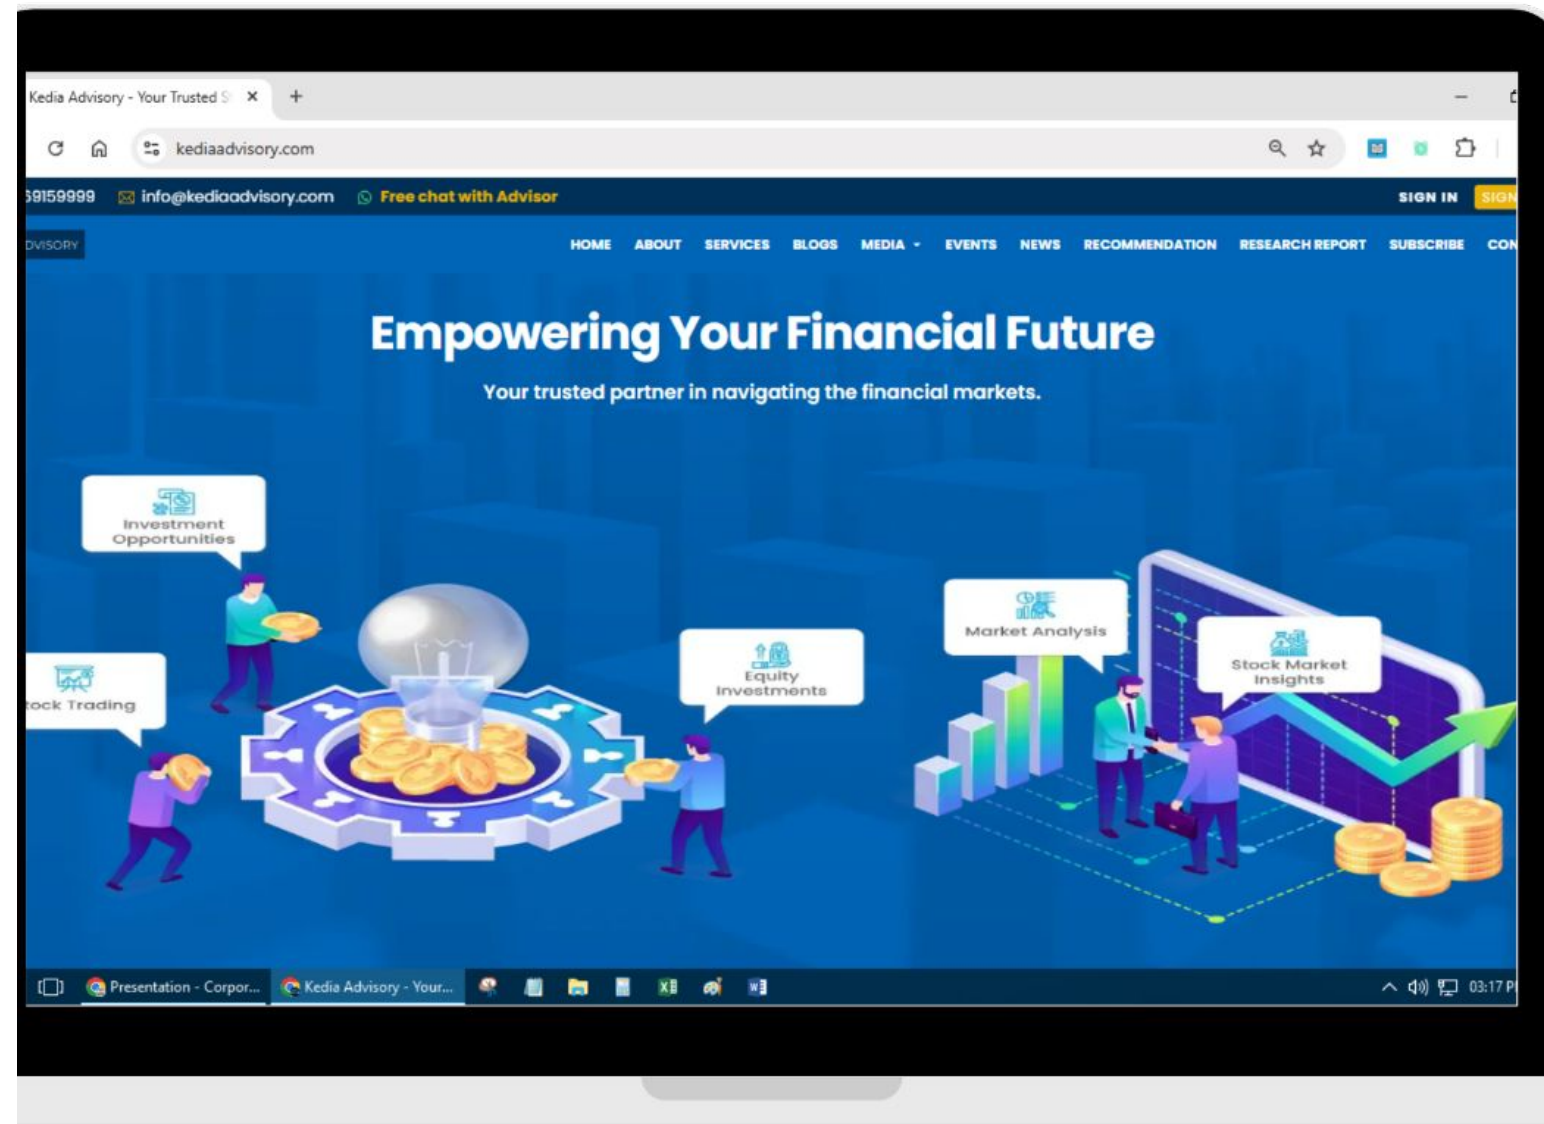 Kedia Advisory - Your Trusted S
kediaadvisory.com
69159999 info@kediaadvisory.com Free chat with Advisor SIGN IN SIGN
DVISORY HOME ABOUT SERVICES BLOGS MEDIA EVENTS NEWS RECOMMENDATION RESEARCH REPORT SUBSCRIBE CON
Empowering Your Financial Future
Your trusted partner in navigating the financial markets.
Investment
Opportunities
tock Trading
Equity
Investments
Market Analysis
Stock Market
Insights
Presentation - Corpor... Kedia Advisory - Your... 03:17 P